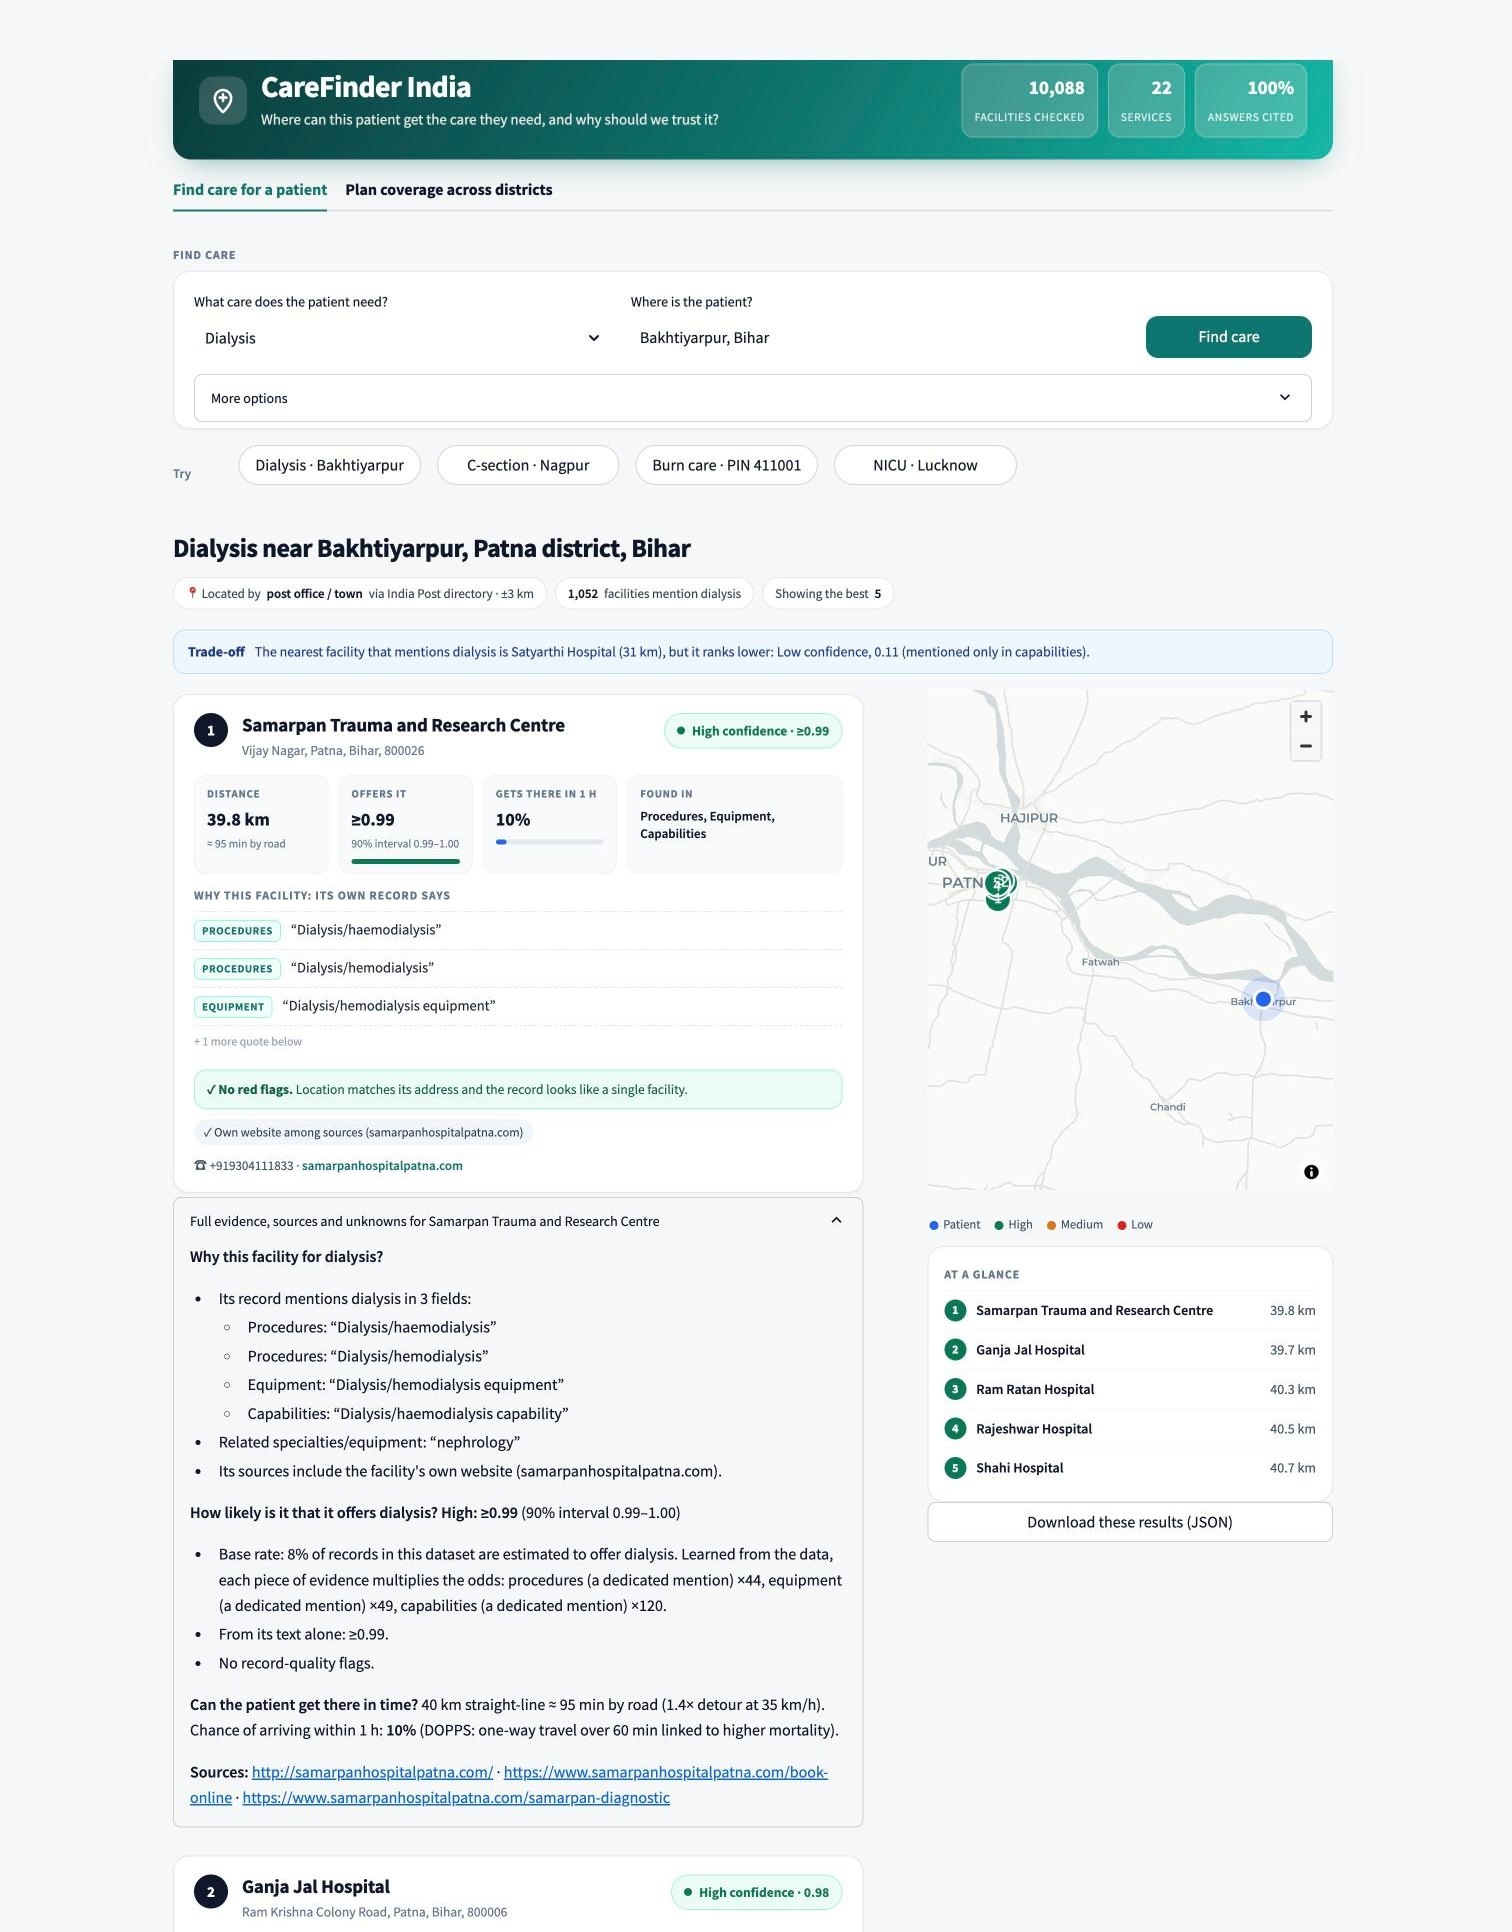 CareFinder India
Where can this patient get the care they need, and why should we trust it?
10,088
FACILITIES CHECKED
22
SERVICES
100%
ANSWERS CITED
Find care for a patient
Plan coverage across districts
FIND CARE
What care does the patient need?
Where is the patient?
Dialysis
Bakhtiyarpur, Bihar
Find care
More options
Try
Dialysis · Bakhtiyarpur
C-section · Nagpur
Burn care · PIN 411001
NICU · Lucknow
Dialysis near Bakhtiyarpur, Patna district, Bihar
Located by post office / town via India Post directory · ±3 km
1,052 facilities mention dialysis
Showing the best 5
Trade-off The nearest facility that mentions dialysis is Satyarthi Hospital (31 km), but it ranks lower: Low confidence, 0.11 (mentioned only in capabilities).
1
Samarpan Trauma and Research Centre
High confidence · ≥0.99
Vijay Nagar, Patna, Bihar, 800026
DISTANCE
39.8 km
≈ 95 min by road
OFFERS IT
≥0.99
90% interval 0.99–1.00
GETS THERE IN 1 H
10%
FOUND IN
Procedures, Equipment,
Capabilities
WHY THIS FACILITY: ITS OWN RECORD SAYS
PROCEDURES “Dialysis/haemodialysis”
PROCEDURES “Dialysis/hemodialysis”
EQUIPMENT “Dialysis/hemodialysis equipment”
+ 1 more quote below
✓ No red flags. Location matches its address and the record looks like a single facility.
✓ Own website among sources (samarpanhospitalpatna.com)
☎ +919304111833 · samarpanhospitalpatna.com
Full evidence, sources and unknowns for Samarpan Trauma and Research Centre
Why this facility for dialysis?
• Its record mentions dialysis in 3 fields:
○ Procedures: “Dialysis/haemodialysis”
○ Procedures: “Dialysis/hemodialysis”
○ Equipment: “Dialysis/hemodialysis equipment”
○ Capabilities: “Dialysis/haemodialysis capability”
• Related specialties/equipment: “nephrology”
• Its sources include the facility's own website (samarpanhospitalpatna.com).
How likely is it that it offers dialysis? High: ≥0.99 (90% interval 0.99–1.00)
• Base rate: 8% of records in this dataset are estimated to offer dialysis. Learned from the data,
each piece of evidence multiplies the odds: procedures (a dedicated mention) ×44, equipment
(a dedicated mention) ×49, capabilities (a dedicated mention) ×120.
• From its text alone: ≥0.99.
• No record-quality flags.
Can the patient get there in time? 40 km straight-line ≈ 95 min by road (1.4× detour at 35 km/h).
Chance of arriving within 1 h: 10% (DOPPS: one-way travel over 60 min linked to higher mortality).
Sources: http://samarpanhospitalpatna.com/ · https://www.samarpanhospitalpatna.com/book-
online · https://www.samarpanhospitalpatna.com/samarpan-diagnostic
2
Ganja Jal Hospital
High confidence · 0.98
Ram Krishna Colony Road, Patna, Bihar, 800006
+
−
HAJIPUR
UR
PATN
Fatwah
Chandi
Patient
High
Medium
Low
AT A GLANCE
1 Samarpan Trauma and Research Centre 39.8 km
2 Ganja Jal Hospital 39.7 km
3 Ram Ratan Hospital 40.3 km
4 Rajeshwar Hospital 40.5 km
5 Shahi Hospital 40.7 km
Download these results (JSON)